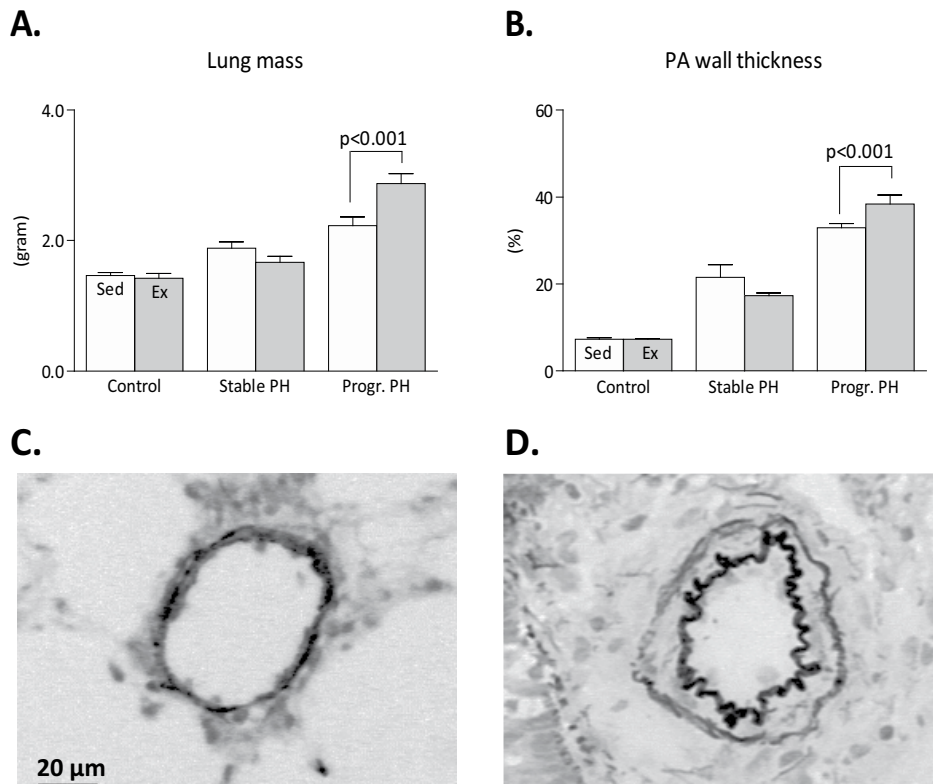 A.
Lung mass
4.0
2.0
0.0
(gram)
p<0.001
Sed
Ex
Control
Stable PH
Progr. PH
B.
PA wall thickness
60
40
20
0
(%)
p<0.001
Sed
Ex
Control
Stable PH
Progr. PH
C.
20 µm
D.